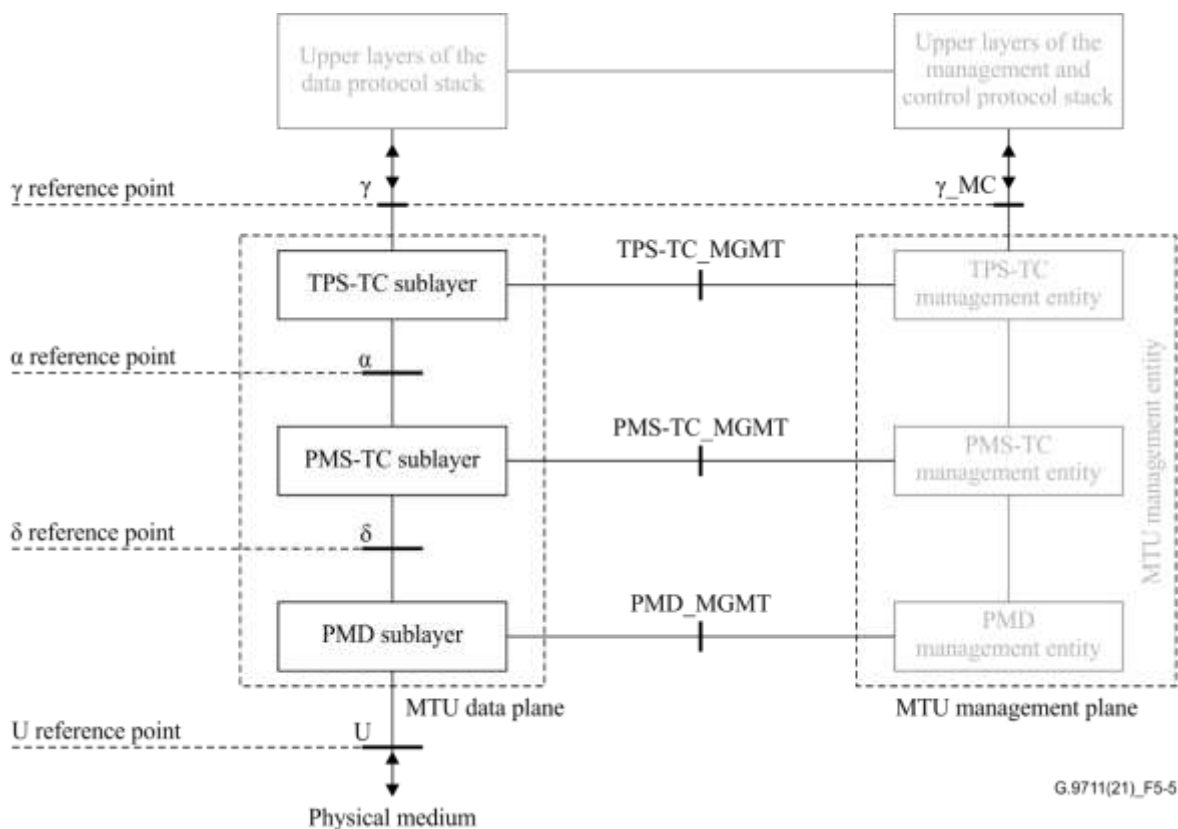 Upper layers of the
data protocol stack
Upper layers of the
management and
control protocol stack
γ reference point
γ
γ_MC
TPS-TC_MGMT
TPS-TC sublayer
TPS-TC
management entity
α reference point
α
PMS-TC_MGMT
PMS-TC sublayer
PMS-TC
management entity
MTU management entity
δ reference point
δ
PMD_MGMT
PMD sublayer
PMD
management entity
MTU data plane
MTU management plane
U reference point
U
Physical medium
G.9711(21)_F5-5